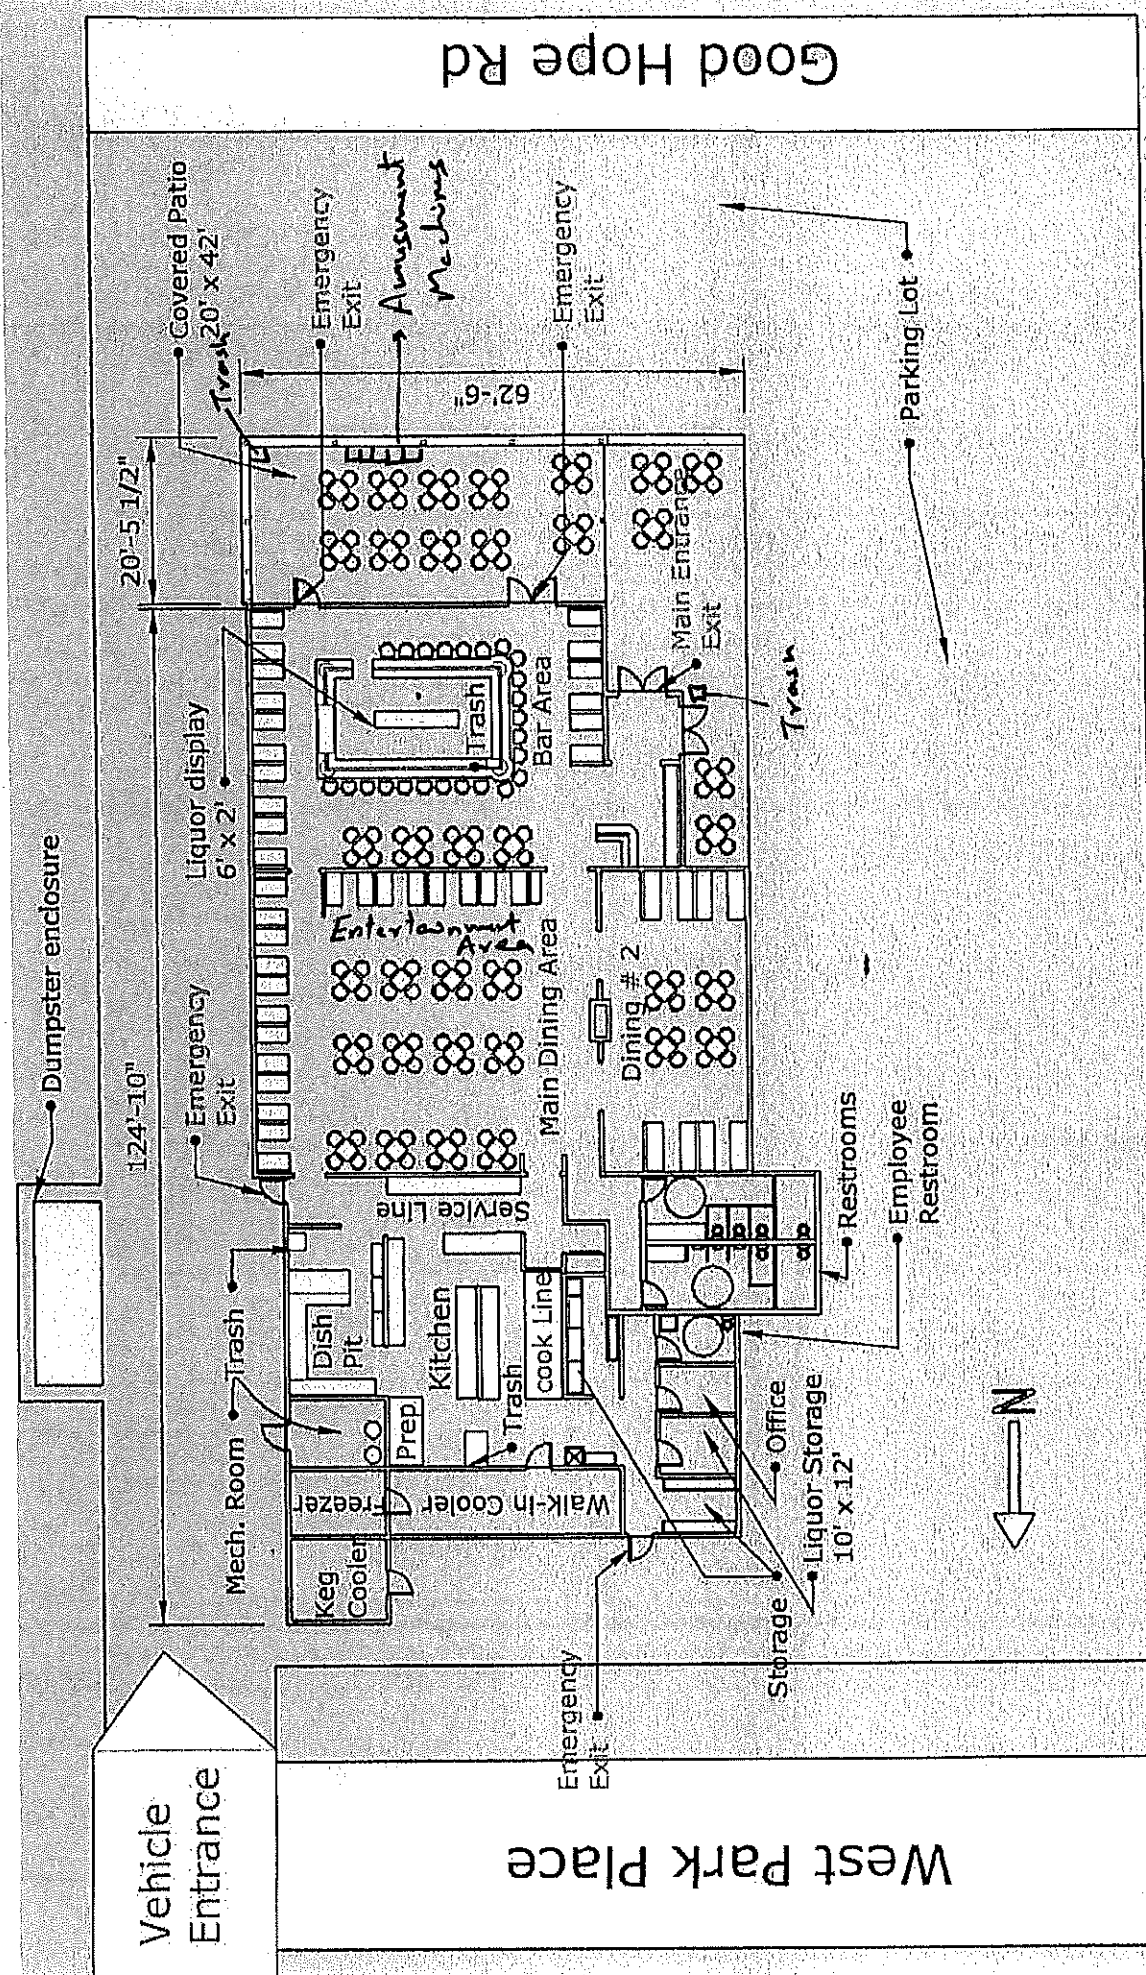 Good Hope Rd
Covered Patio
20' x 42'
Trash
Emergency
Exit
Amusement
Machines
Emergency
Exit
Parking Lot
62'-6"
20'-5 1/2"
124'-10"
Liquor display
6' x 2'
Dumpster enclosure
Emergency
Exit
Main Entrance
Exit
Trash
Trash
Bar Area
Entertainment
Area
Main Dining Area
Dining # 2
Service Line
Restrooms
Employee
Restroom
Mech. Room
Trash
Dish
Pit
Kitchen
cook Line
Prep
Trash
Freezer
Walk-In Cooler
Keg
Cooler
Office
Liquor Storage
10' x 12'
Storage
Emergency
Exit
N
Vehicle
Entrance
West Park Place